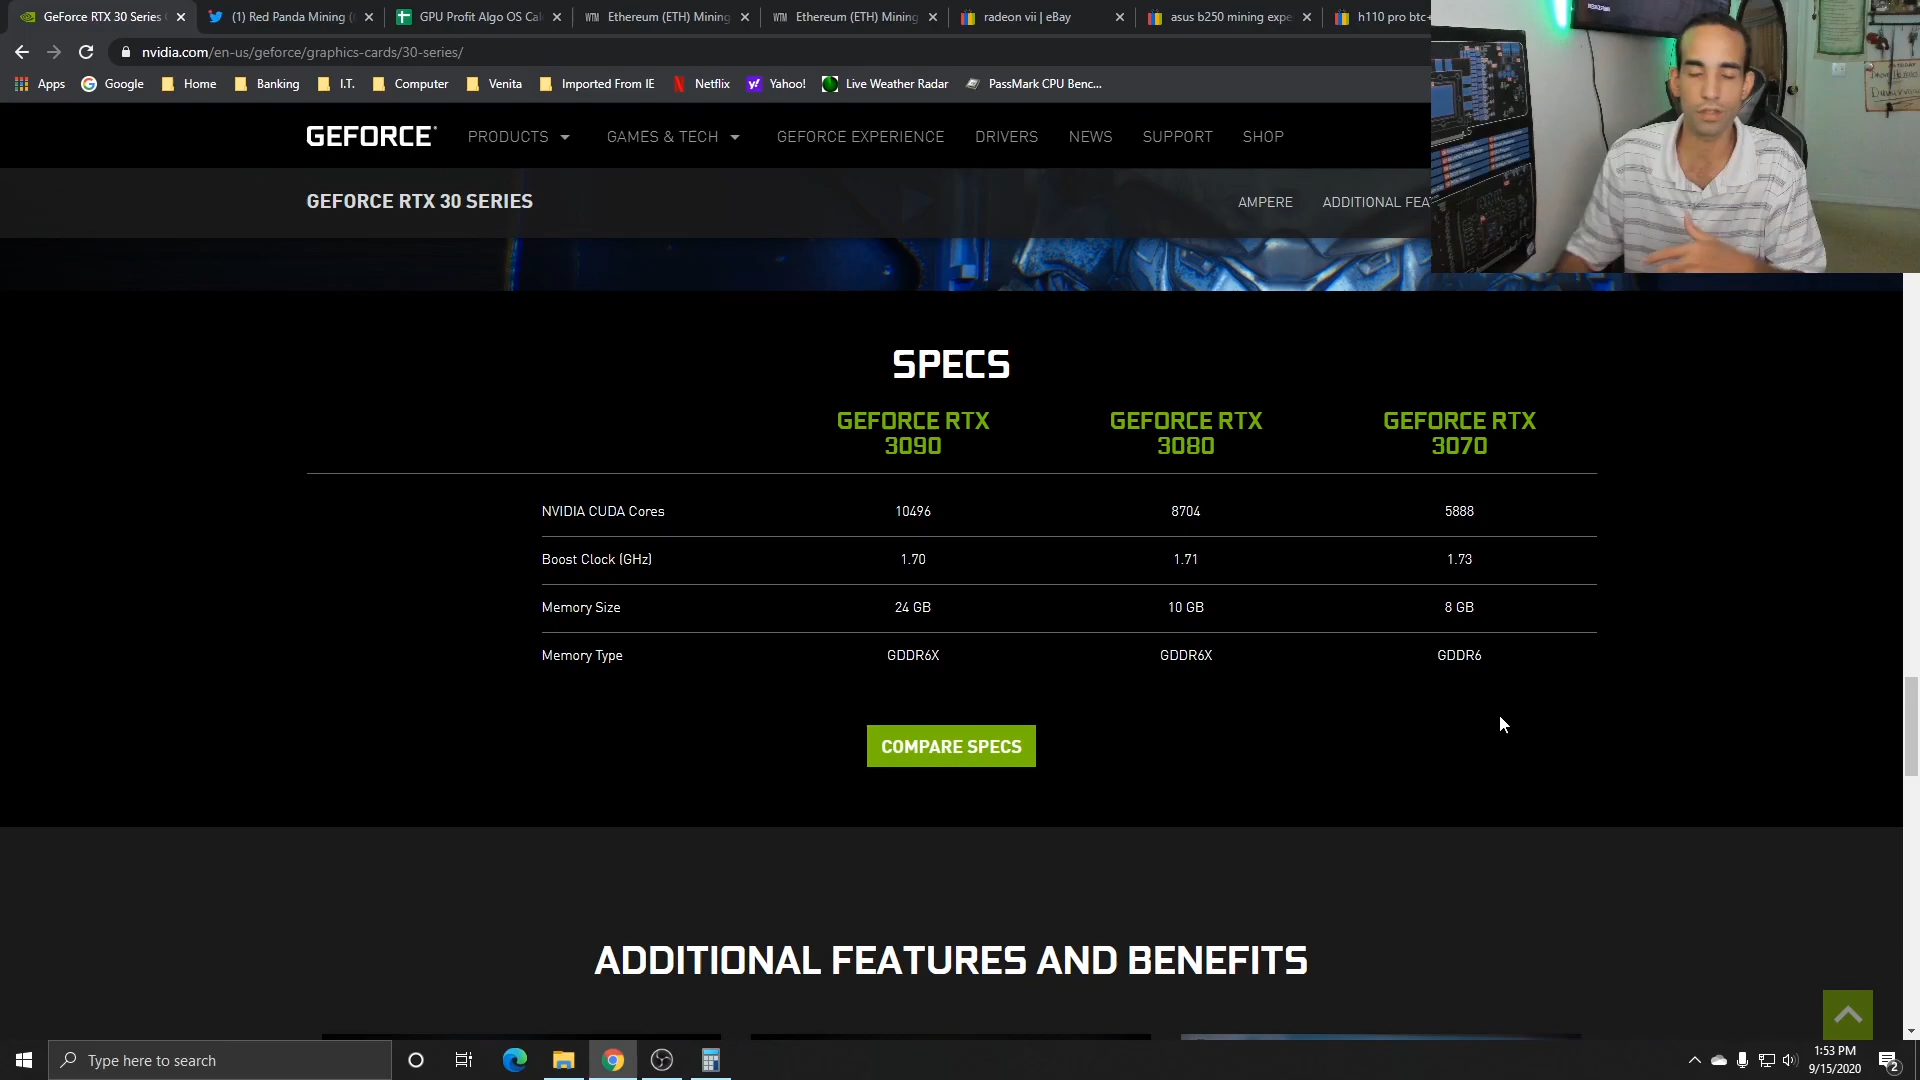 GeForce RTX 30 Series
(1) Red Panda Mining (
GPU Profit Algo OS Cal
WTM Ethereum (ETH) Mining
WTM Ethereum (ETH) Mining
radeon vii | eBay
asus b250 mining expe
h110 pro btc+
nvidia.com/en-us/geforce/graphics-cards/30-series/
Apps Google Home Banking I.T. Computer Venita Imported From IE Netflix Yahoo! Live Weather Radar PassMark CPU Benc...
GEFORCE PRODUCTS GAMES & TECH GEFORCE EXPERIENCE DRIVERS NEWS SUPPORT SHOP
GEFORCE RTX 30 SERIES AMPERE ADDITIONAL FEA
SPECS
GEFORCE RTX 3090
GEFORCE RTX 3080
GEFORCE RTX 3070
NVIDIA CUDA Cores 10496 8704 5888
Boost Clock (GHz) 1.70 1.71 1.73
Memory Size 24 GB 10 GB 8 GB
Memory Type GDDR6X GDDR6X GDDR6
COMPARE SPECS
ADDITIONAL FEATURES AND BENEFITS
Type here to search
1:53 PM
9/15/2020
2